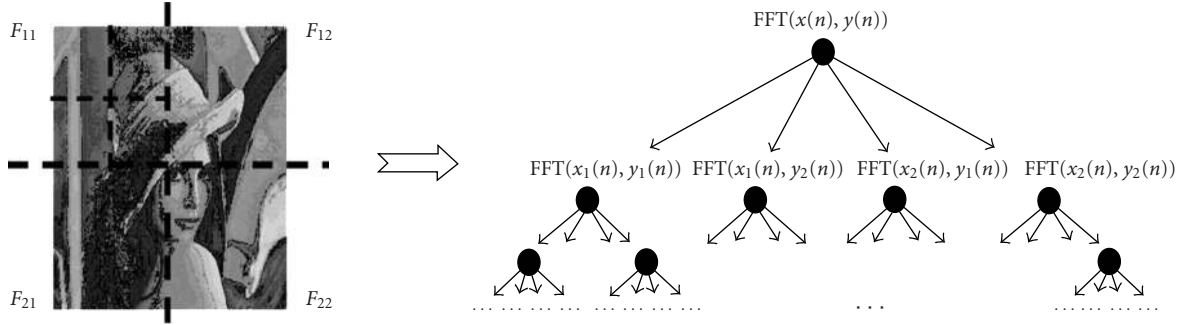 F₁₁
F₁₂
F₂₁
F₂₂
FFT(x(n), y(n))
FFT(x₁(n), y₁(n)) FFT(x₁(n), y₂(n)) FFT(x₂(n), y₁(n)) FFT(x₂(n), y₂(n))
... ... ... ... ... ... ... ... ... ... ... ... ...